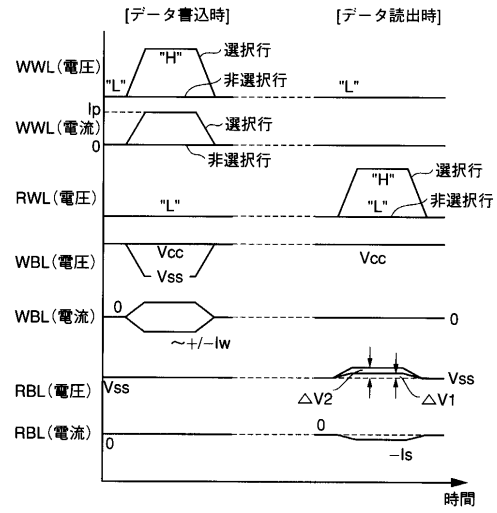 [データ書込時] [データ読出時]
WWL(電圧) "L" "H" 選択行 非選択行 "L"
WWL(電流) Ip 0 選択行 非選択行
RWL(電圧) "L" "H" "L" 選択行 非選択行
WBL(電圧) Vcc Vss Vcc
WBL(電流) 0 ～+/-Iw 0
RBL(電圧) Vss △V2 △V1 Vss
RBL(電流) 0 0 -Is
時間